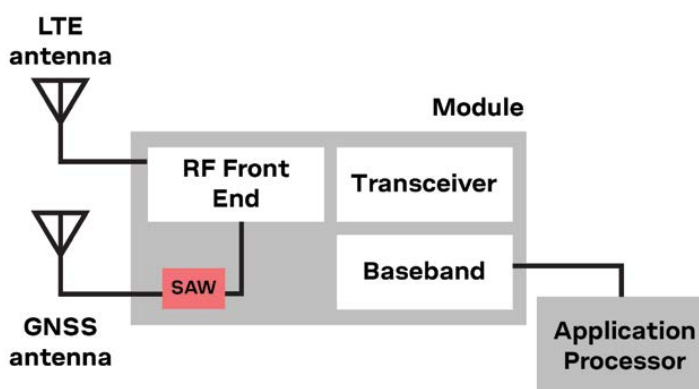 LTE
antenna
Module
RF Front
End
Transceiver
Baseband
SAW
GNSS
antenna
Application
Processor